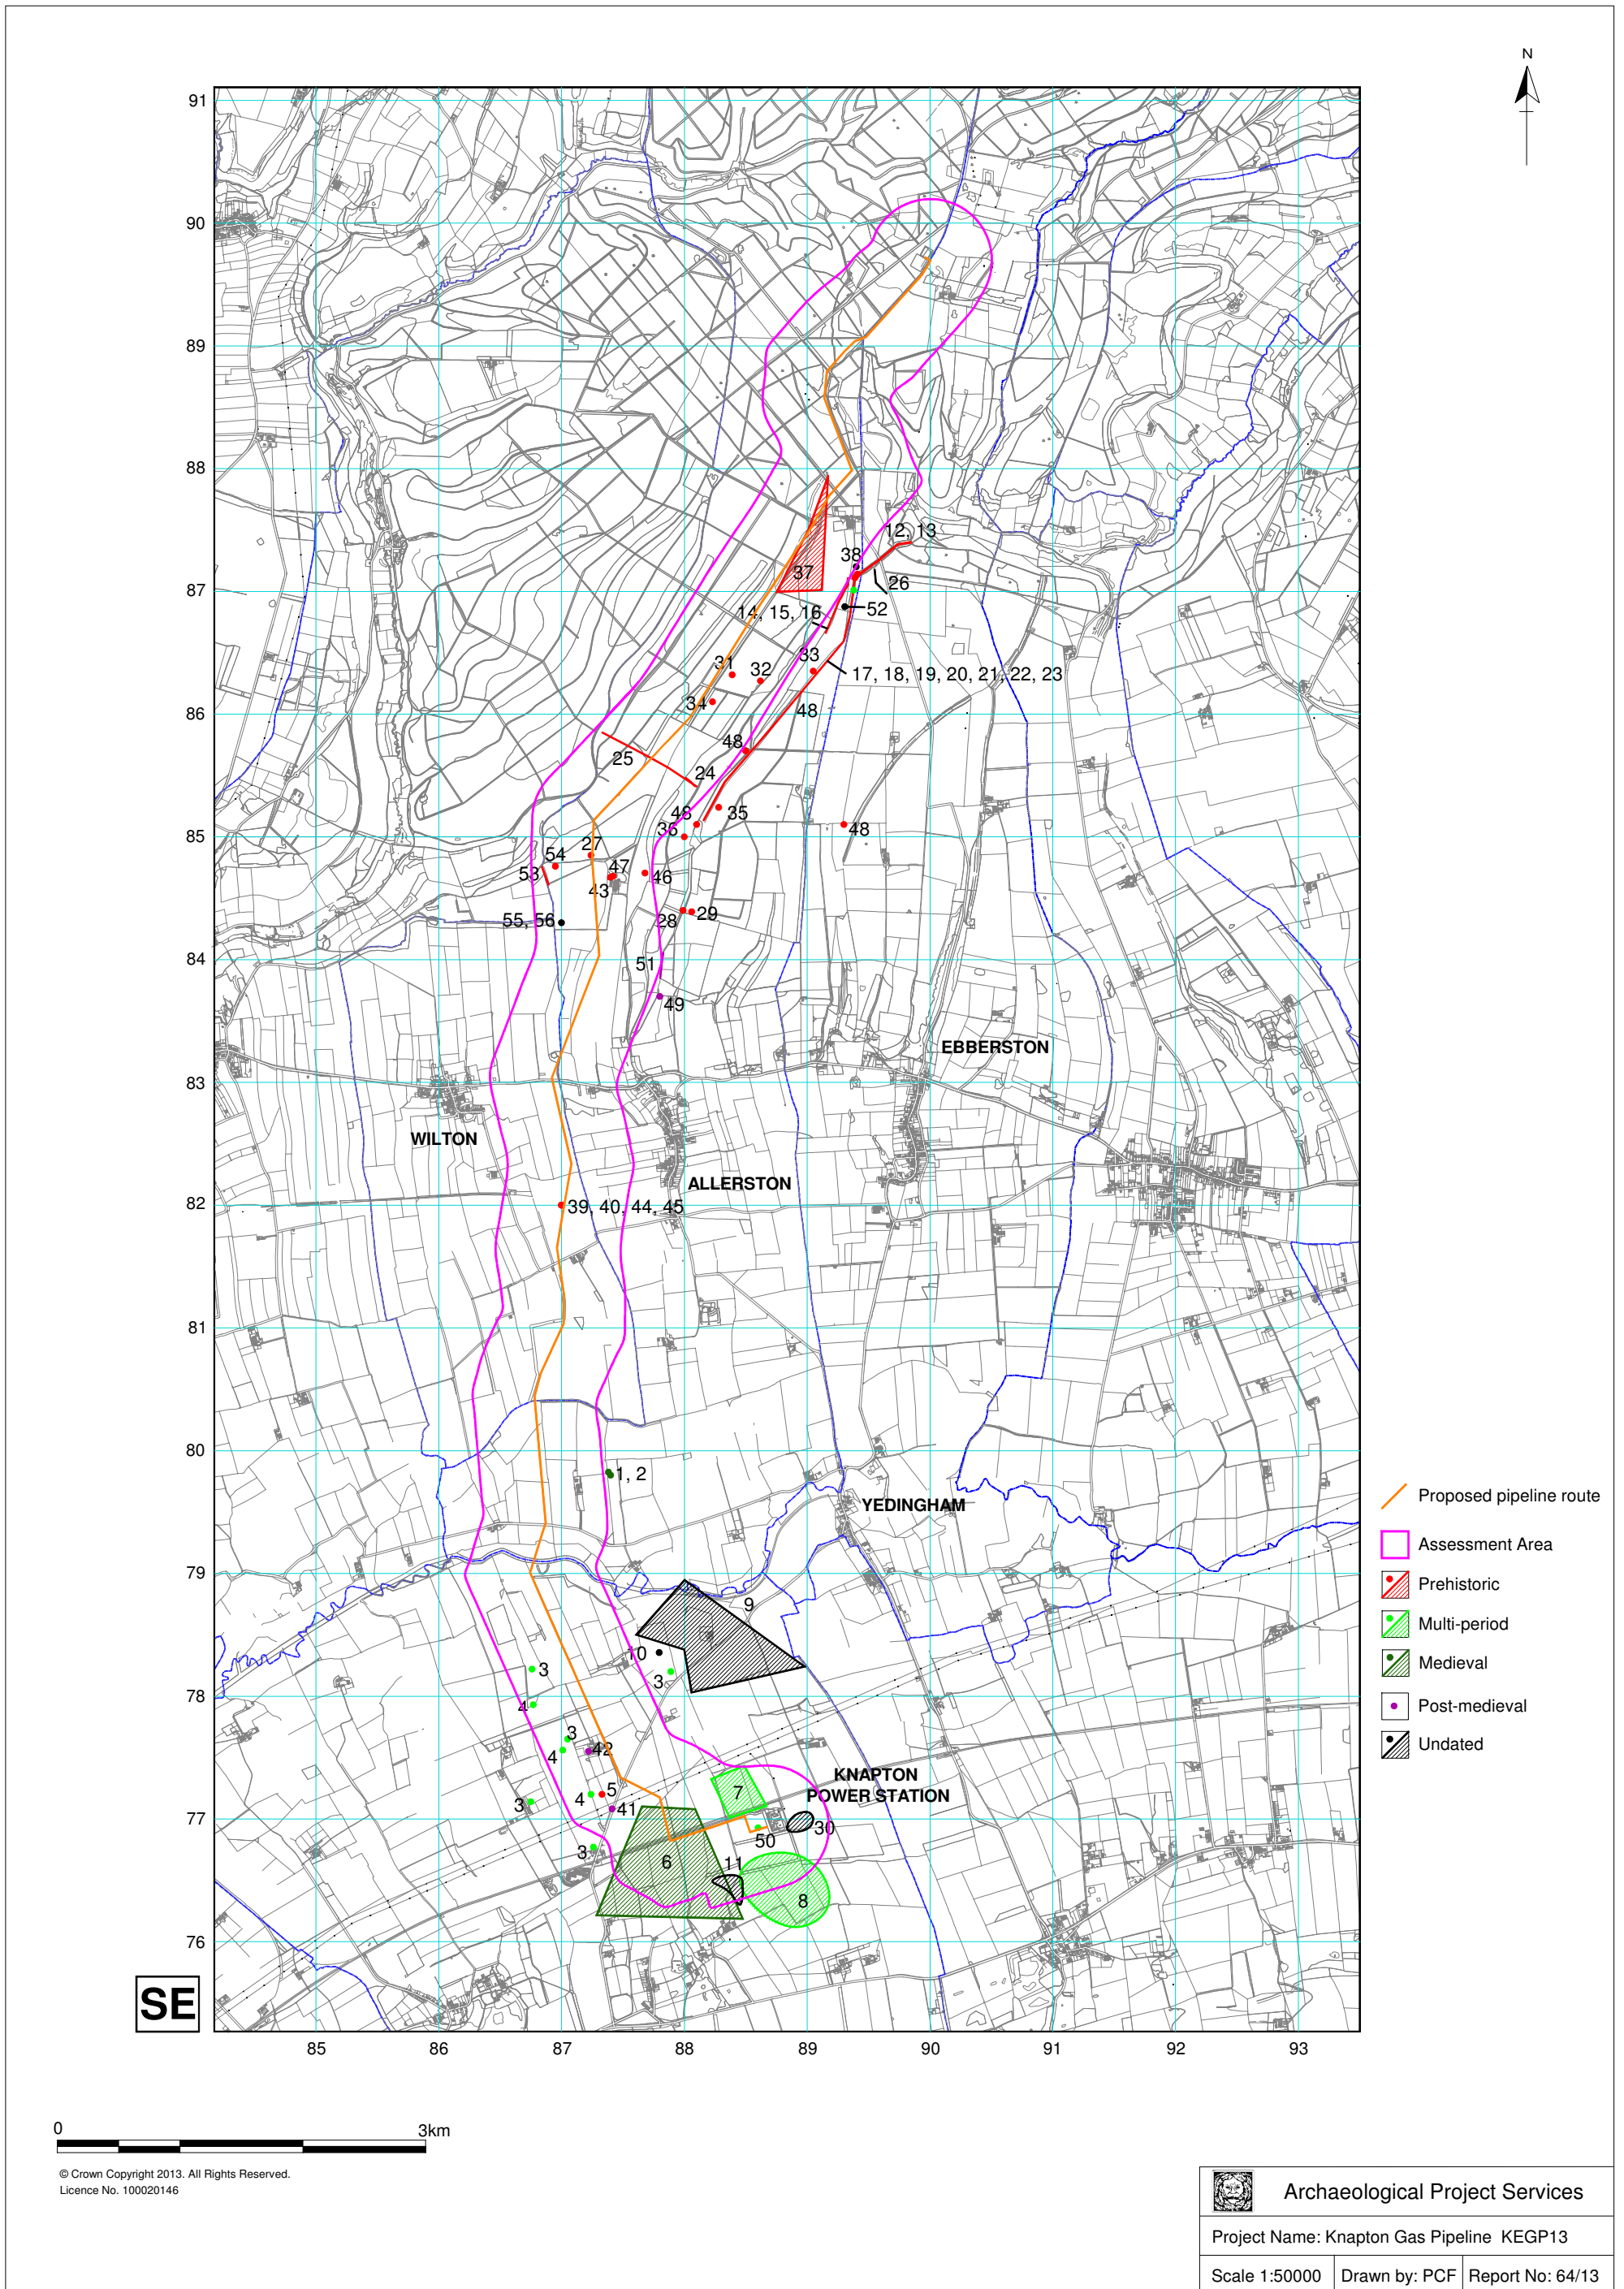 N
91
90
89
88
87
86
85
84
83
82
81
80
79
78
77
76
12, 13
38
37
26
14, 15, 16
52
31
32
33
17, 18, 19, 20, 21, 22, 23
34
48
48
25
24
48
35
36
48
27
54
53
47
43
46
28
29
55, 56
51
49
EBBERSTON
WILTON
ALLERSTON
39, 40, 44, 45
1, 2
YEDINGHAM
9
10
3
3
4
3
42
4
KNAPTON
POWER STATION
7
5
4
3
41
30
50
3
6
11
8
SE
85
86
87
88
89
90
91
92
93
Proposed pipeline route
Assessment Area
Prehistoric
Multi-period
Medieval
Post-medieval
Undated
0
3km
© Crown Copyright 2013. All Rights Reserved.
Licence No. 100020146
Archaeological Project Services
Project Name: Knapton Gas Pipeline KEGP13
Scale 1:50000
Drawn by: PCF
Report No: 64/13